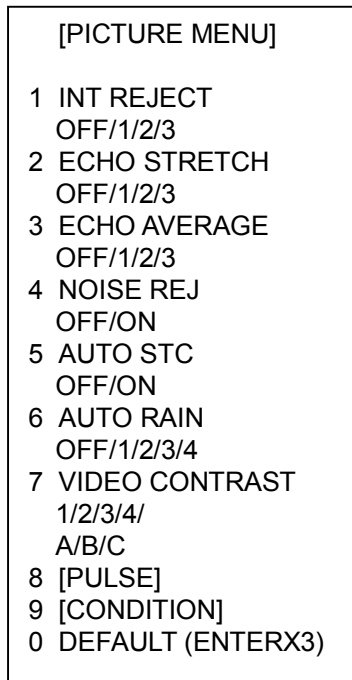 [PICTURE MENU]
1 INT REJECT
OFF/1/2/3
2 ECHO STRETCH
OFF/1/2/3
3 ECHO AVERAGE
OFF/1/2/3
4 NOISE REJ
OFF/ON
5 AUTO STC
OFF/ON
6 AUTO RAIN
OFF/1/2/3/4
7 VIDEO CONTRAST
1/2/3/4/
A/B/C
8 [PULSE]
9 [CONDITION]
0 DEFAULT (ENTERX3)